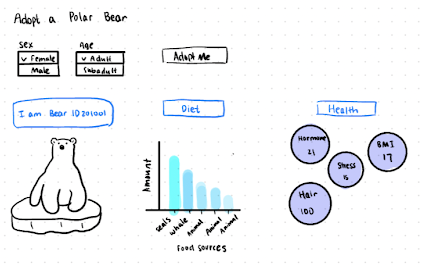 Adopt a Polar Bear
Sex
Age
v Female
Male
v Adult
Subadult
Adopt Me
I am Bear ID201001
Diet
Health
Amount
seals
whale
Animal
Animal
Animal
Food sources
Hormone
21
Stress
15
BMI
17
Hair
100